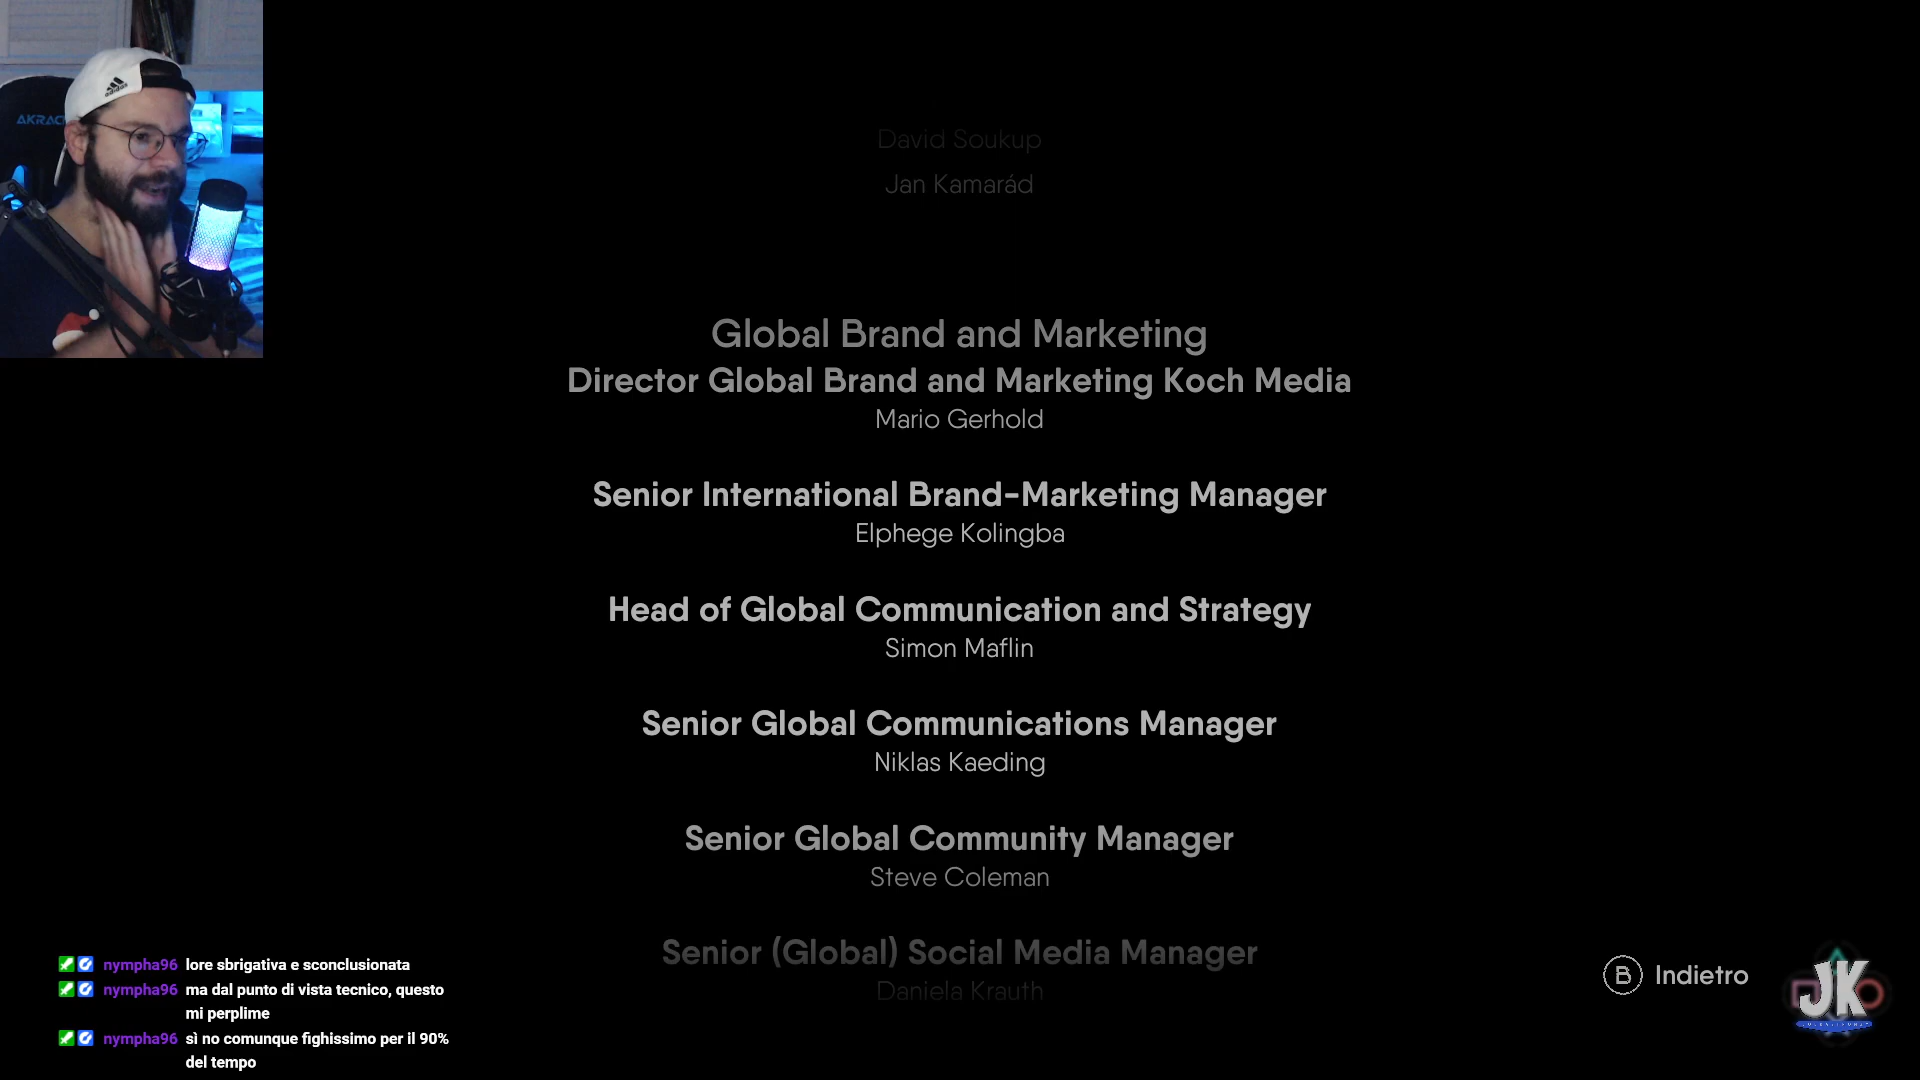 adidas
David Soukup
Jan Kamarád
Global Brand and Marketing
Director Global Brand and Marketing Koch Media
Mario Gerhold
Senior International Brand-Marketing Manager
Elphege Kolingba
Head of Global Communication and Strategy
Simon Maflin
Senior Global Communications Manager
Niklas Kaeding
Senior Global Community Manager
Steve Coleman
Senior (Global) Social Media Manager
Daniela Krauth
nympha96 lore sbrigativa e sconclusionata
nympha96 ma dal punto di vista tecnico, questo
mi perplime
nympha96 sì no comunque fighissimo per il 90%
del tempo
B Indietro
JK